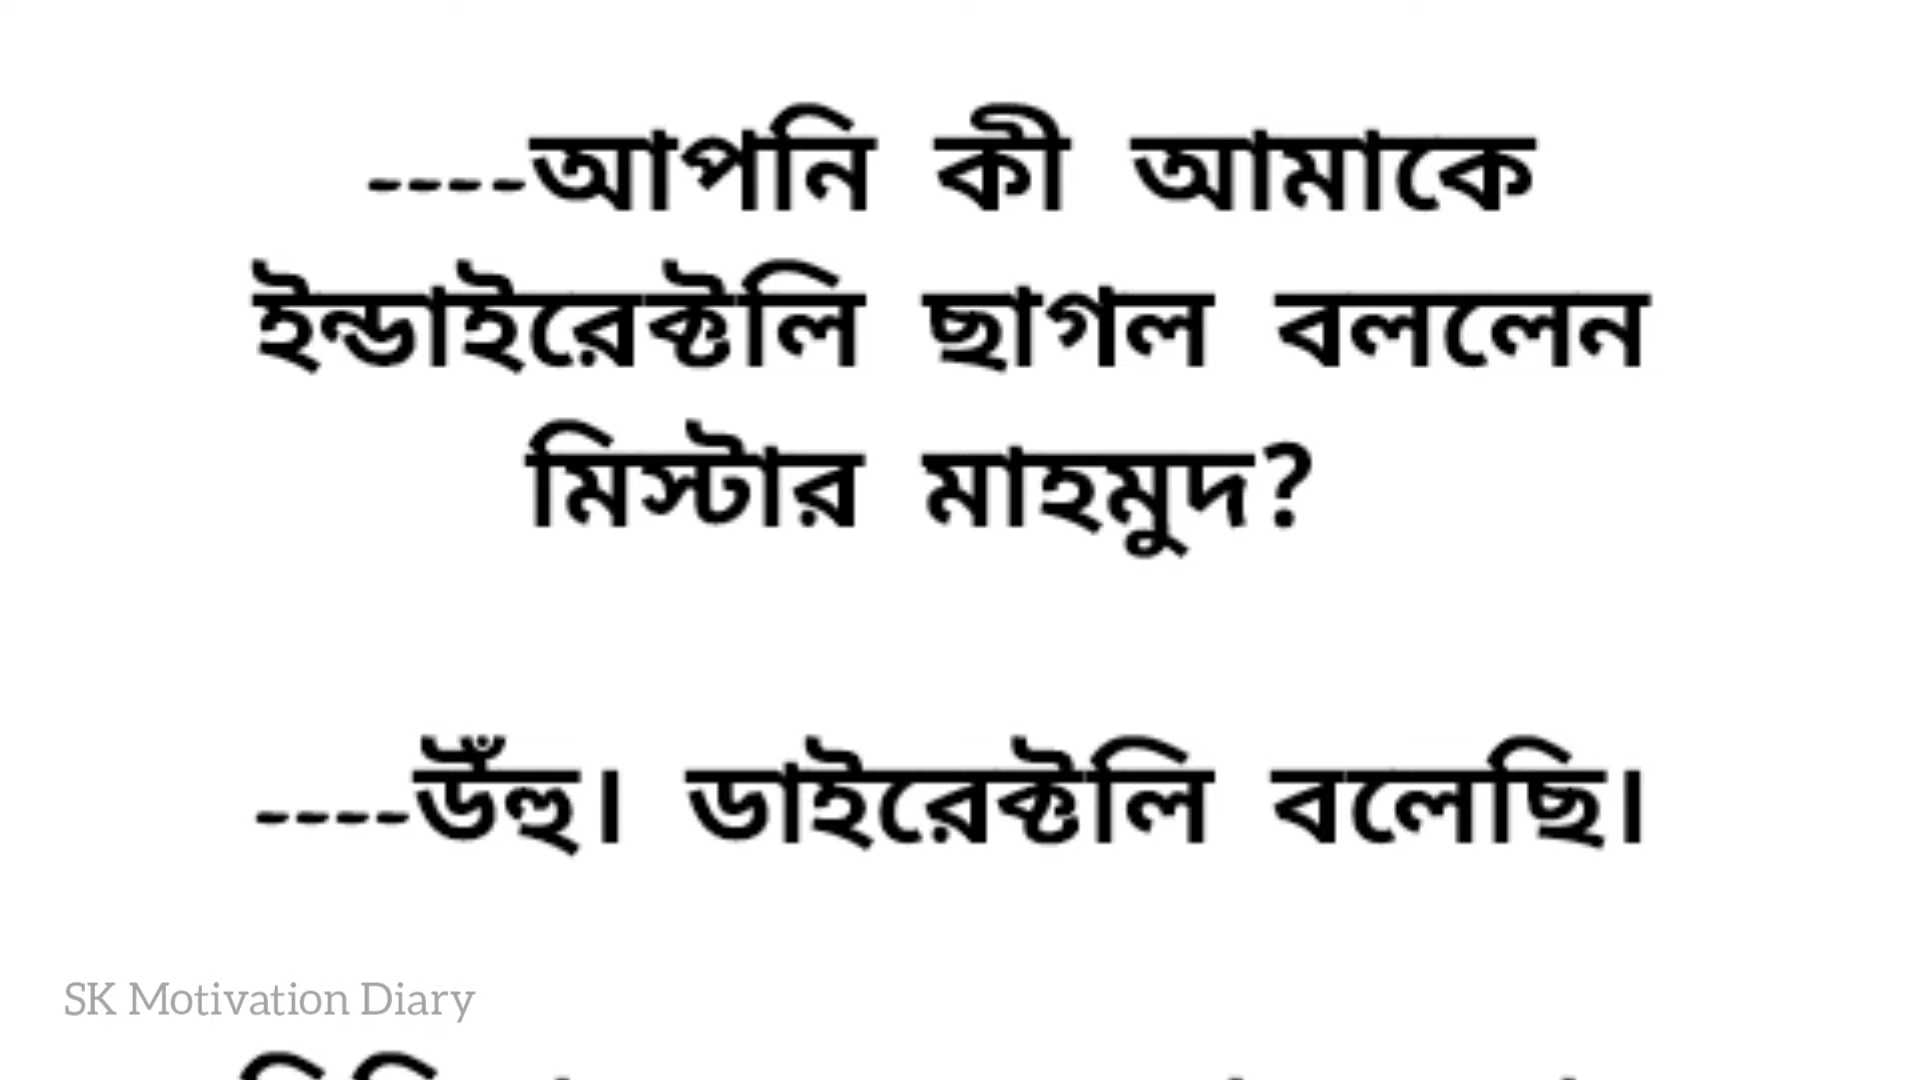 ----আপনি কী আমাকে
ইন্ডাইরেক্টলি ছাগল বললেন
মিস্টার মাহমুদ?
----উঁহু। ডাইরেক্টলি বলেছি।
SK Motivation Diary